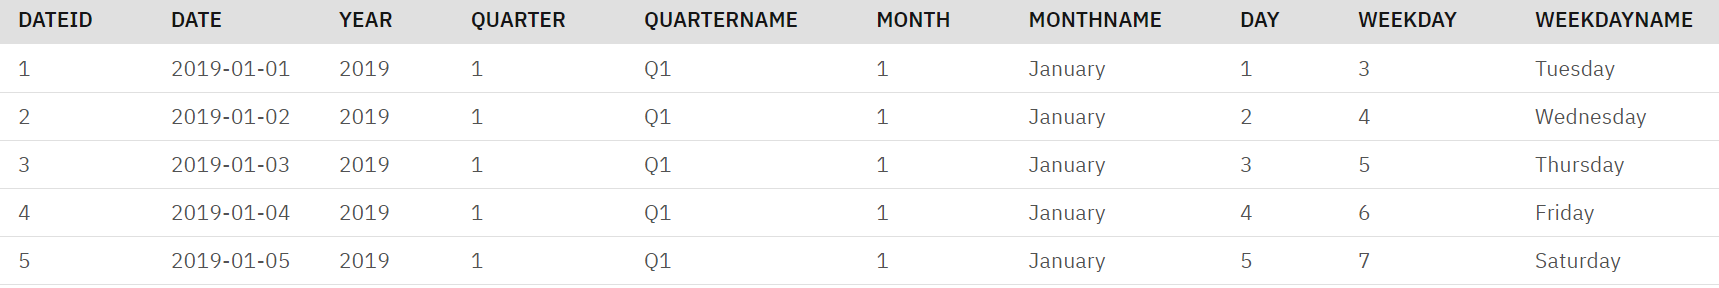 DATEID DATE YEAR QUARTER QUARTERNAME MONTH MONTHNAME DAY WEEKDAY WEEKDAYNAME
1 2019-01-01 2019 1 Q1 1 January 1 3 Tuesday
2 2019-01-02 2019 1 Q1 1 January 2 4 Wednesday
3 2019-01-03 2019 1 Q1 1 January 3 5 Thursday
4 2019-01-04 2019 1 Q1 1 January 4 6 Friday
5 2019-01-05 2019 1 Q1 1 January 5 7 Saturday